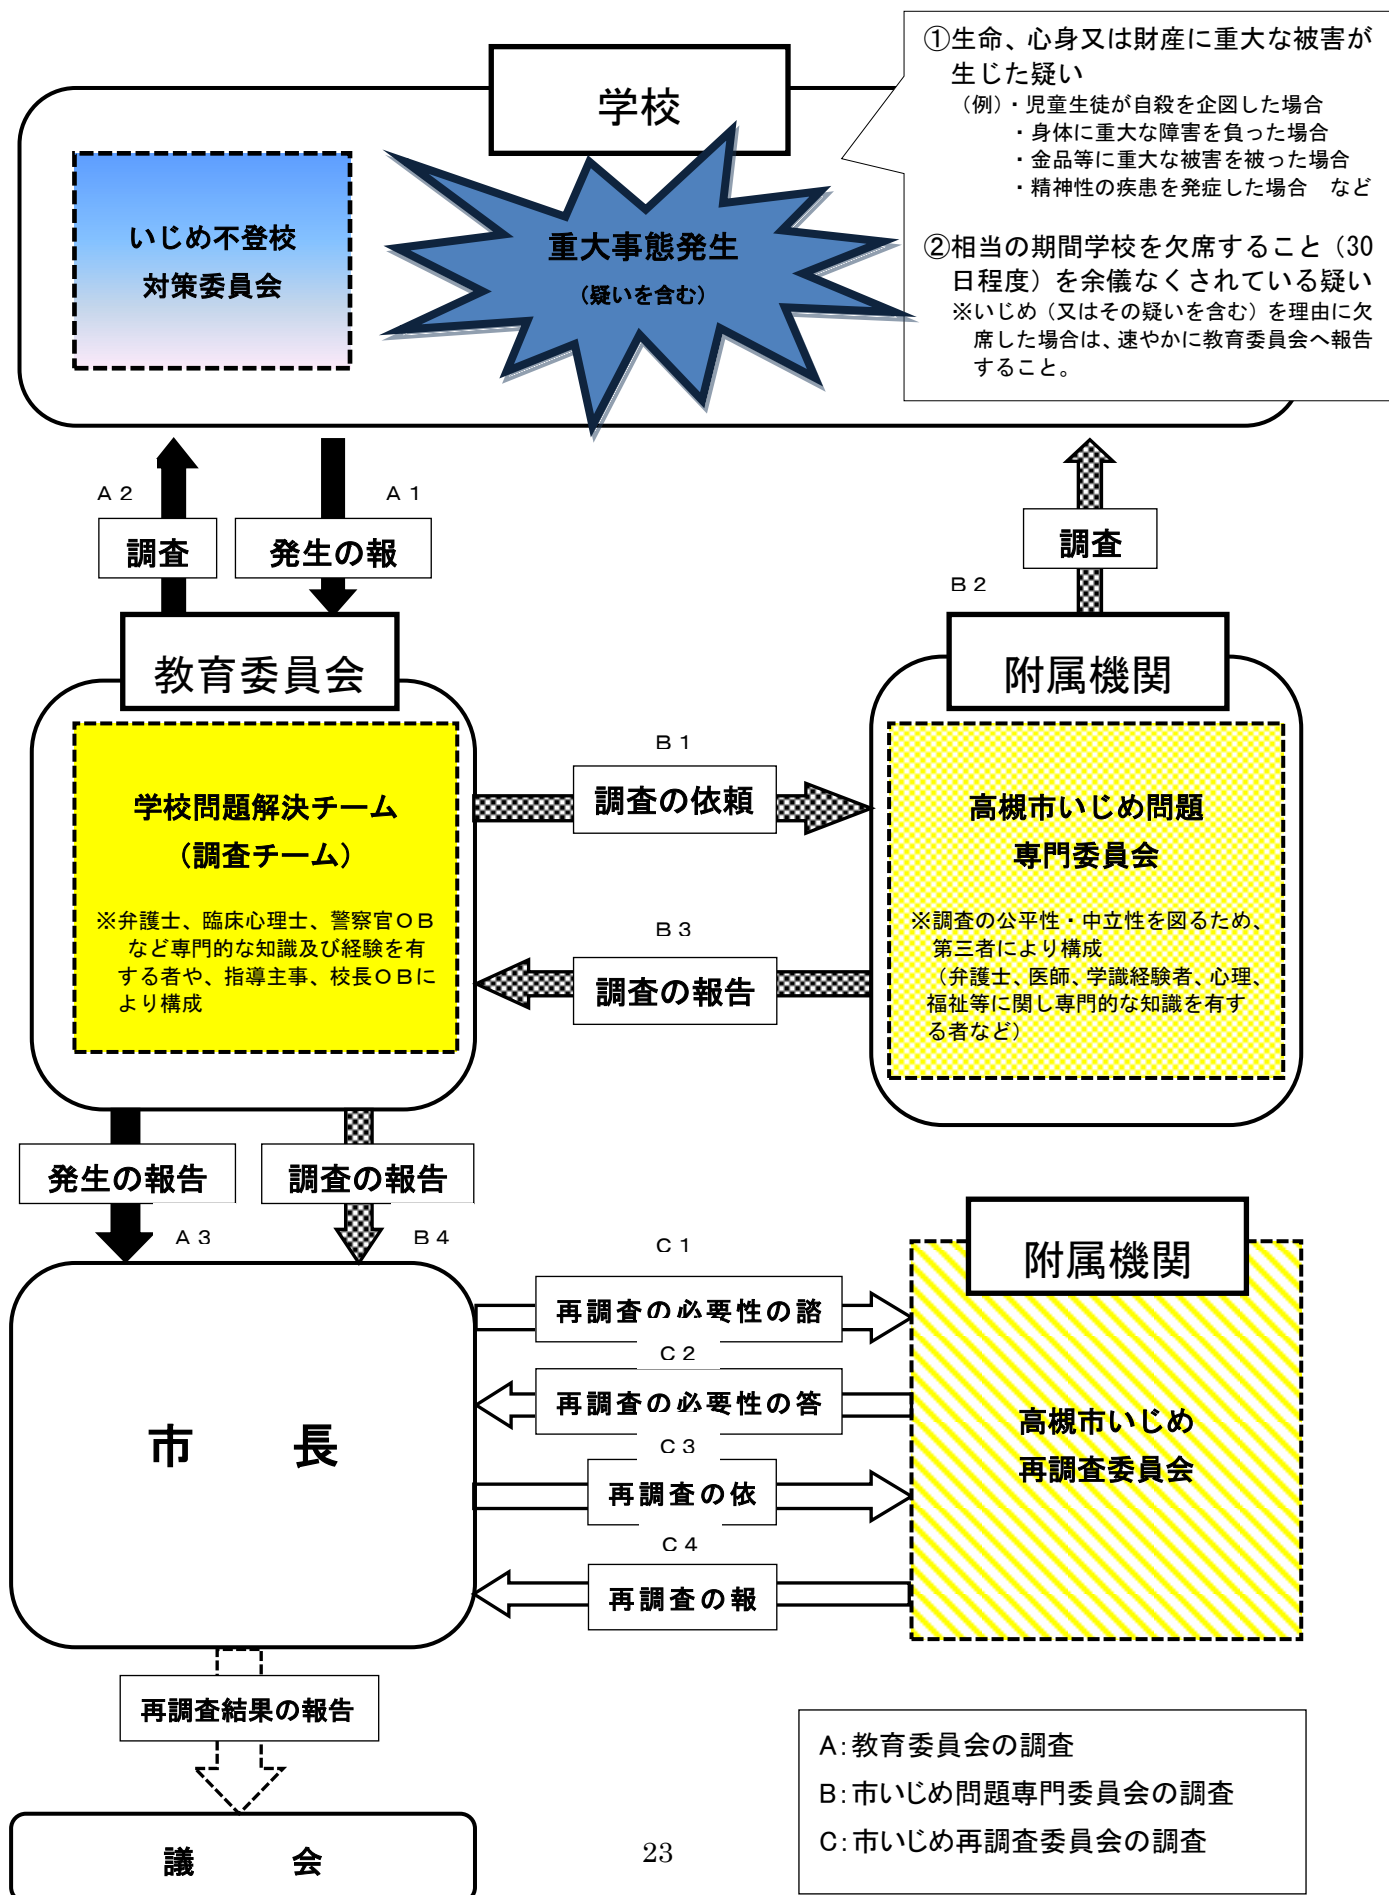 学校
①生命、心身又は財産に重大な被害が
生じた疑い
（例）・児童生徒が自殺を企図した場合
・身体に重大な障害を負った場合
・金品等に重大な被害を被った場合
・精神性の疾患を発症した場合　など
②相当の期間学校を欠席すること（30
日程度）を余儀なくされている疑い
※いじめ（又はその疑いを含む）を理由に欠
席した場合は、速やかに教育委員会へ報告
すること。
いじめ不登校
対策委員会
重大事態発生
（疑いを含む）
Ａ２
調査
Ａ１
発生の報
調査
Ｂ２
教育委員会
学校問題解決チーム
（調査チーム）
※弁護士、臨床心理士、警察官ＯＢ
など専門的な知識及び経験を有
する者や、指導主事、校長ＯＢに
より構成
Ｂ１
調査の依頼
Ｂ３
調査の報告
附属機関
高槻市いじめ問題
専門委員会
※調査の公平性・中立性を図るため、
第三者により構成
（弁護士、医師、学識経験者、心理、
福祉等に関し専門的な知識を有す
る者など）
発生の報告
Ａ３
調査の報告
Ｂ４
市　　長
Ｃ１
再調査の必要性の諮
Ｃ２
再調査の必要性の答
Ｃ３
再調査の依
Ｃ４
再調査の報
附属機関
高槻市いじめ
再調査委員会
再調査結果の報告
議　　会
A:教育委員会の調査
B:市いじめ問題専門委員会の調査
C:市いじめ再調査委員会の調査
23